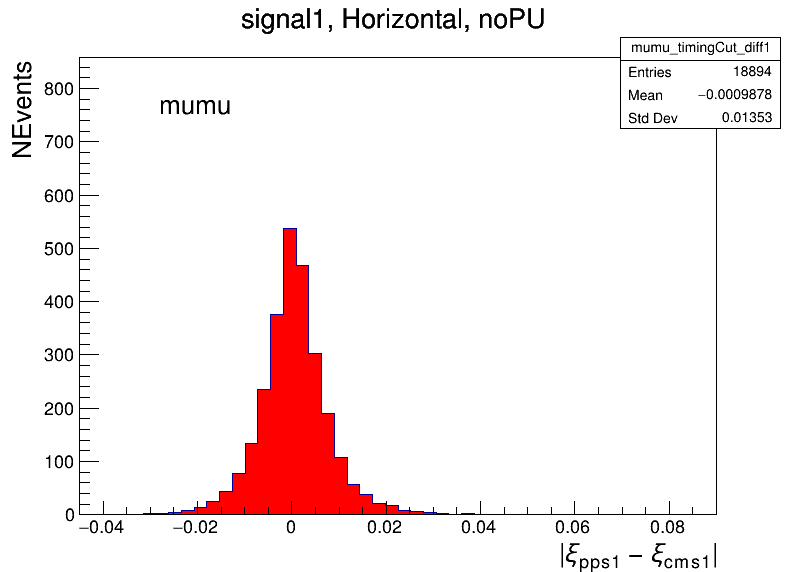 signal1, Horizontal, noPU
mumu_timingCut_diff1
Entries 18894
Mean −0.0009878
Std Dev 0.01353
NEvents
mumu
800
700
600
500
400
300
200
100
0
−0.04 −0.02 0 0.02 0.04 0.06 0.08
|ξpps1 − ξcms1|